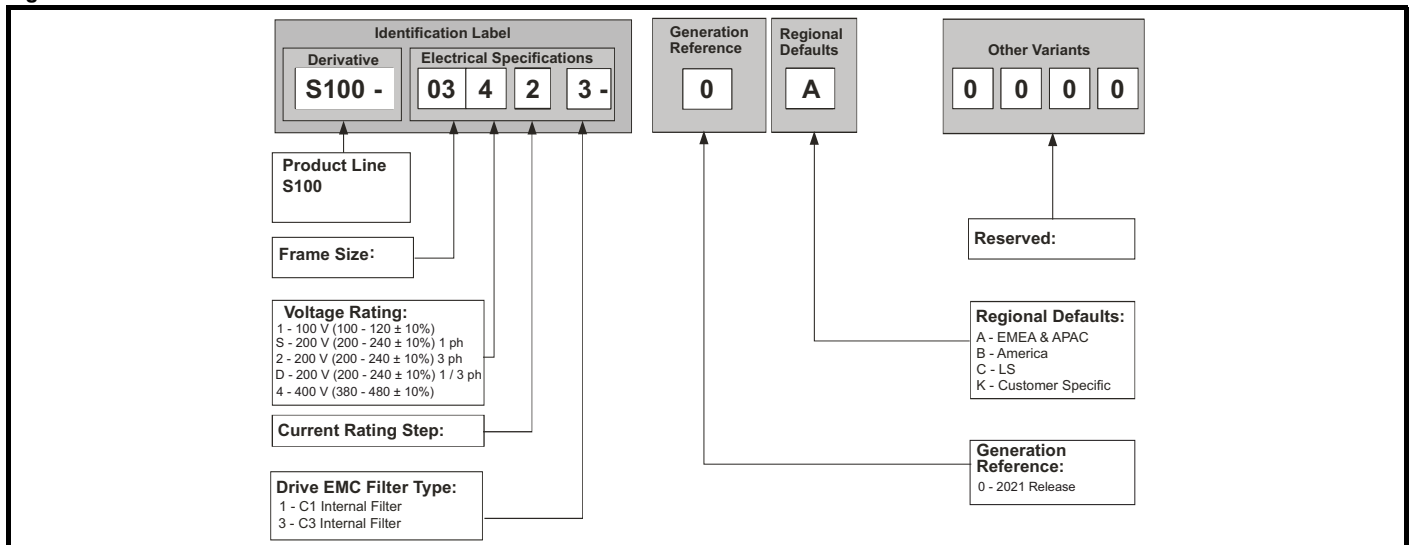 Identification Label
Derivative
Electrical Specifications
S100 -
03 4 2 3 -
Generation
Reference
0
Regional
Defaults
A
Other Variants
0 0 0 0
Product Line
S100
Frame Size:
Voltage Rating:
1 - 100 V (100 - 120 ± 10%)
S - 200 V (200 - 240 ± 10%) 1 ph
2 - 200 V (200 - 240 ± 10%) 3 ph
D - 200 V (200 - 240 ± 10%) 1 / 3 ph
4 - 400 V (380 - 480 ± 10%)
Current Rating Step:
Drive EMC Filter Type:
1 - C1 Internal Filter
3 - C3 Internal Filter
Reserved:
Regional Defaults:
A - EMEA & APAC
B - America
C - LS
K - Customer Specific
Generation
Reference:
0 - 2021 Release